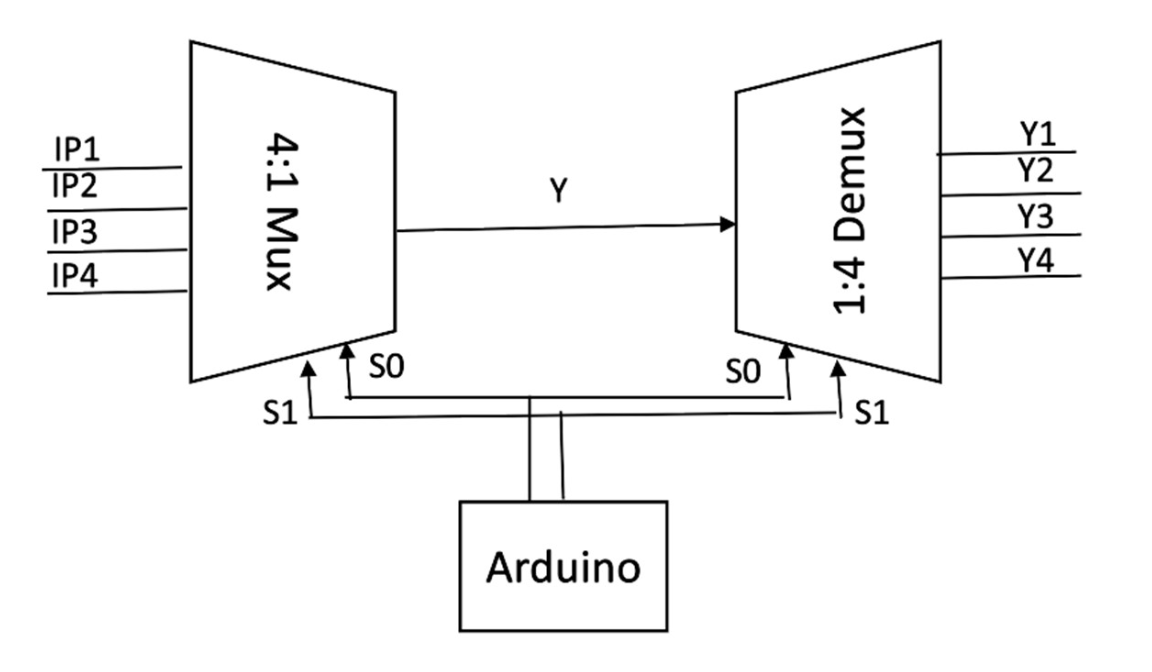 IP1
IP2
IP3
IP4
4:1 Mux
Y
1:4 Demux
Y1
Y2
Y3
Y4
S0
S1
S0
S1
Arduino